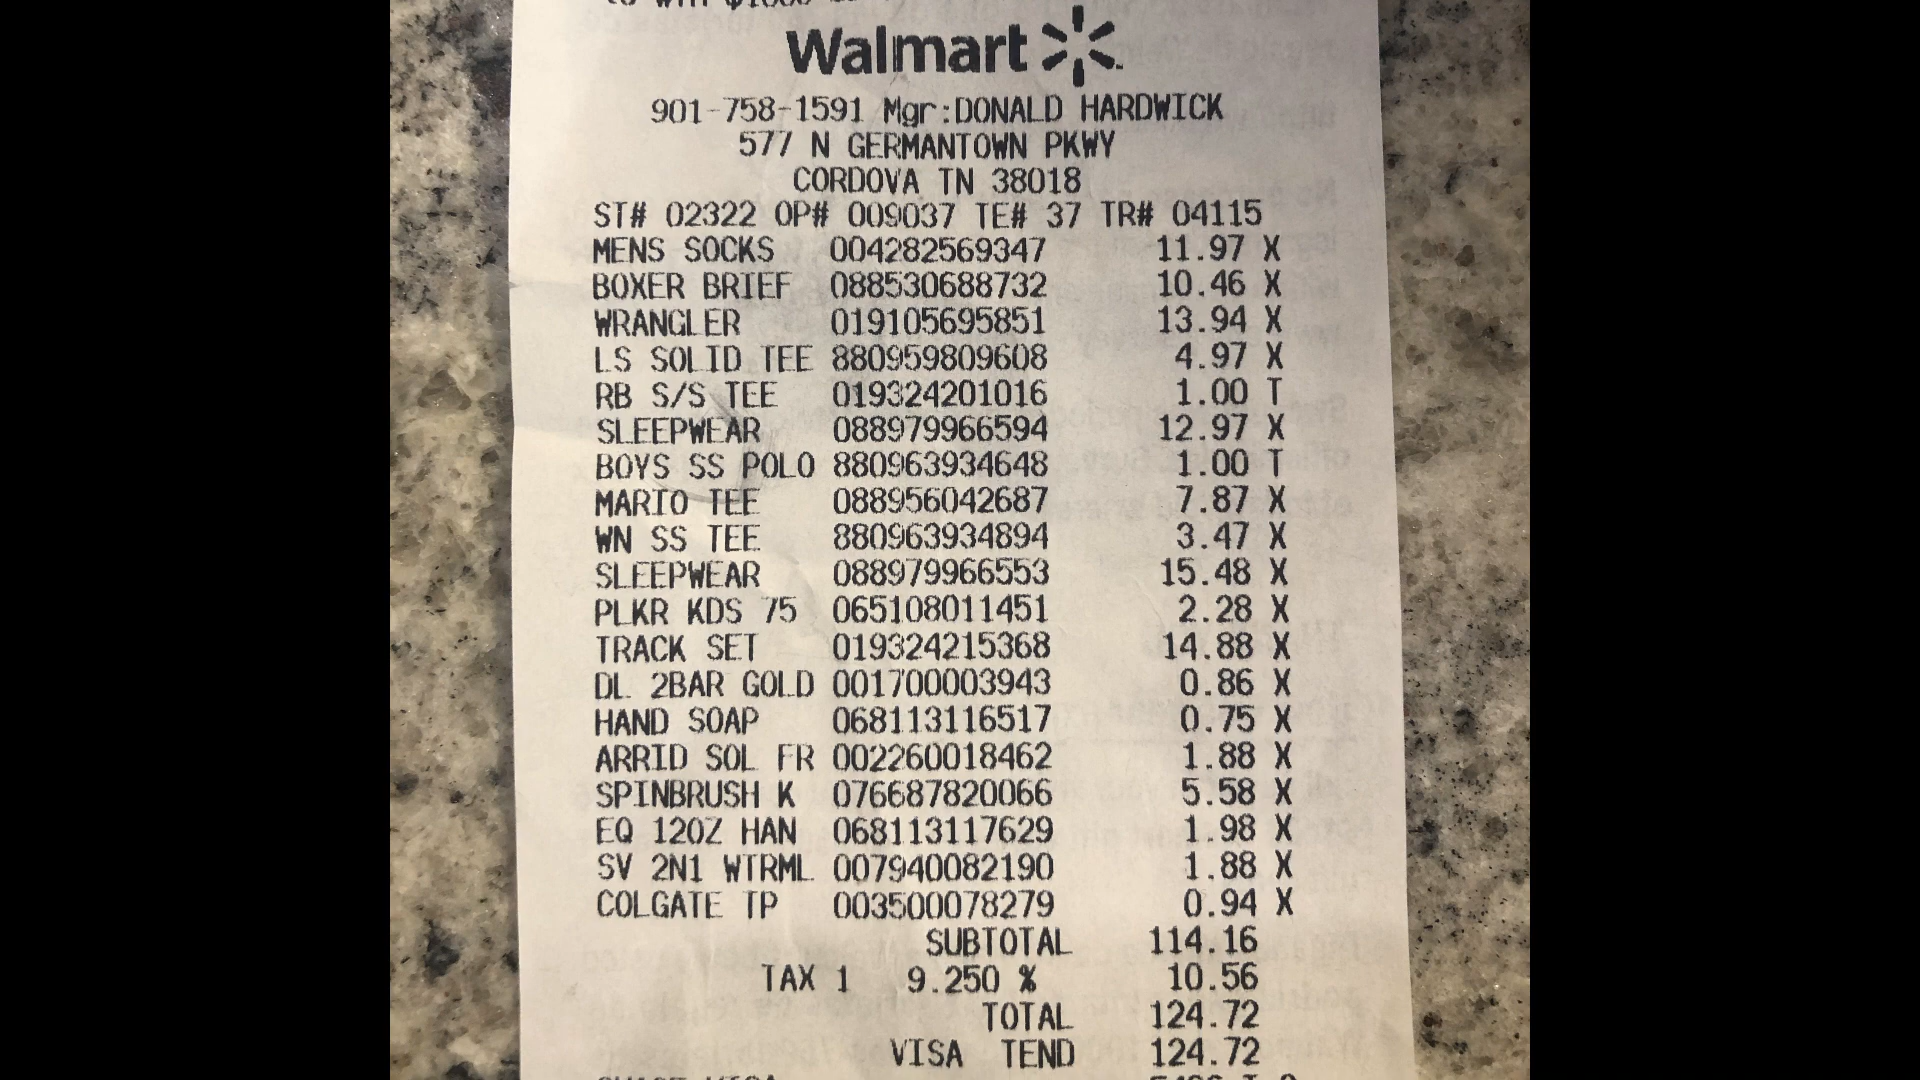 Walmart
901-758-1591 Mgr:DONALD HARDWICK
577 N GERMANTOWN PKWY
CORDOVA TN 38018
ST# 02322 OP# 009037 TE# 37 TR# 04115
MENS SOCKS 004282569347 11.97 X
BOXER BRIEF 088530688732 10.46 X
WRANGLER 019105695851 13.94 X
LS SOLID TEE 880959809608 4.97 X
RB S/S TEE 019324201016 1.00 T
SLEEPWEAR 088979966594 12.97 X
BOYS SS POLO 880963934648 1.00 T
MARIO TEE 088956042687 7.87 X
WN SS TEE 880963934894 3.47 X
SLEEPWEAR 088979966553 15.48 X
PLKR KDS 75 065108011451 2.28 X
TRACK SET 019324215368 14.88 X
DL 2BAR GOLD 001700003943 0.86 X
HAND SOAP 068113116517 0.75 X
ARRID SOL FR 002260018462 1.88 X
SPINBRUSH K 076687820066 5.58 X
EQ 12OZ HAN 068113117629 1.98 X
SV 2N1 WTRML 007940082190 1.88 X
COLGATE TP 003500078279 0.94 X
SUBTOTAL 114.16
TAX 1 9.250 % 10.56
TOTAL 124.72
VISA TEND 124.72